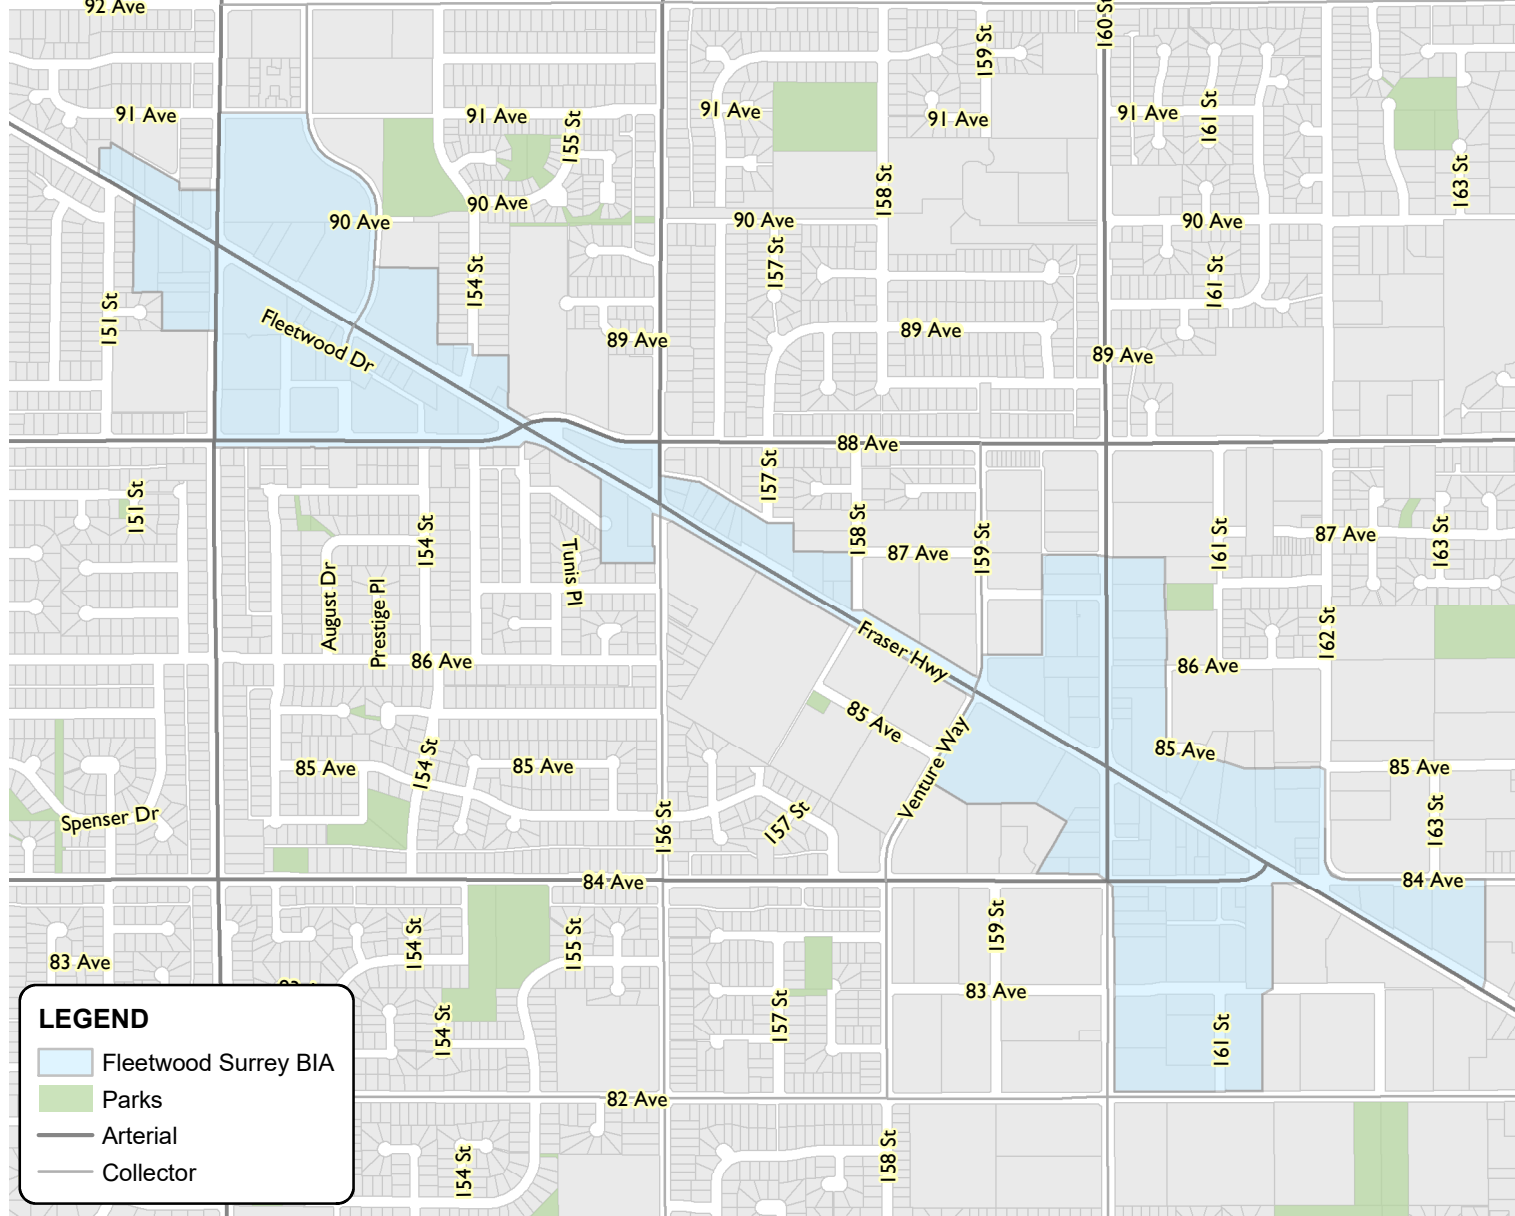 92 Ave
160 St
159 St
91 Ave
91 Ave
155 St
91 Ave
91 Ave
91 Ave
161 St
158 St
163 St
90 Ave
90 Ave
90 Ave
90 Ave
157 St
154 St
161 St
151 St
Fleetwood Dr
89 Ave
89 Ave
89 Ave
88 Ave
151 St
157 St
154 St
158 St
87 Ave
159 St
161 St
87 Ave
163 St
Tunis Pl
August Dr
Prestige Pl
86 Ave
Fraser Hwy
162 St
86 Ave
85 Ave
Venture Way
85 Ave
85 Ave
154 St
85 Ave
85 Ave
Spenser Dr
156 St
157 St
163 St
84 Ave
84 Ave
83 Ave
154 St
155 St
159 St
83 Ave
154 St
157 St
161 St
82 Ave
154 St
158 St
LEGEND
Fleetwood Surrey BIA
Parks
Arterial
Collector